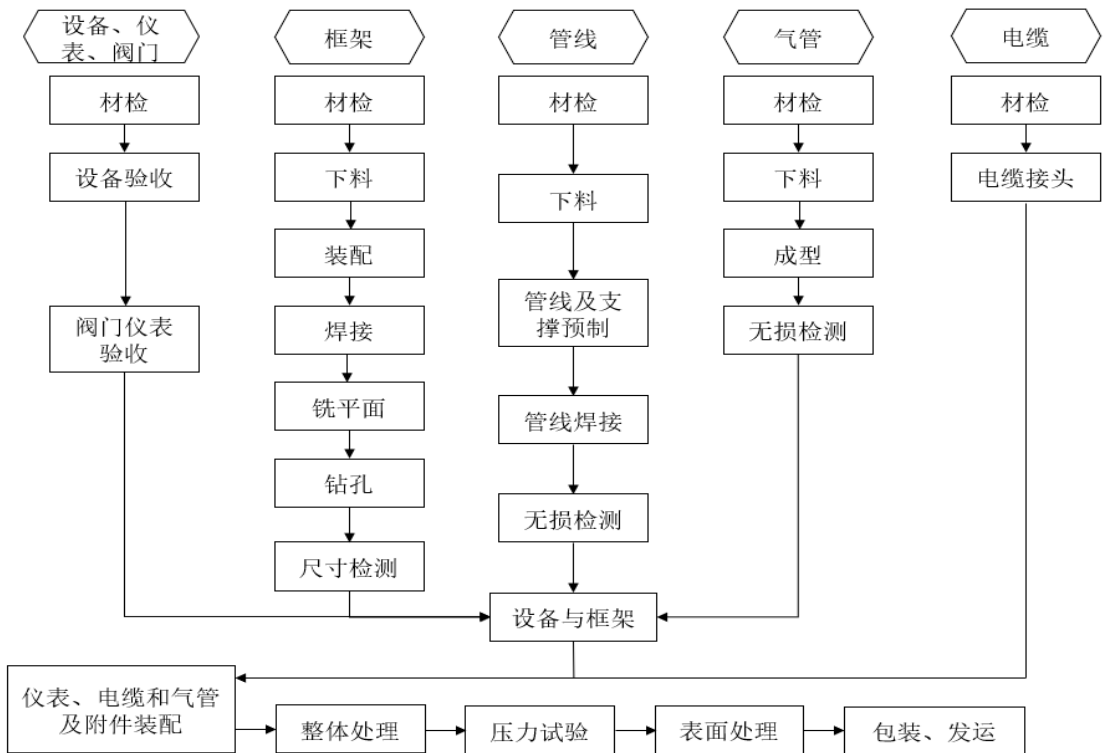 设备、仪
表、阀门
框架
管线
气管
电缆
材检
材检
材检
材检
材检
设备验收
下料
下料
下料
电缆接头
装配
成型
阀门仪表
验收
焊接
管线及支
撑预制
无损检测
铣平面
管线焊接
钻孔
无损检测
尺寸检测
设备与框架
仪表、电缆和气管
及附件装配
整体处理
压力试验
表面处理
包装、发运